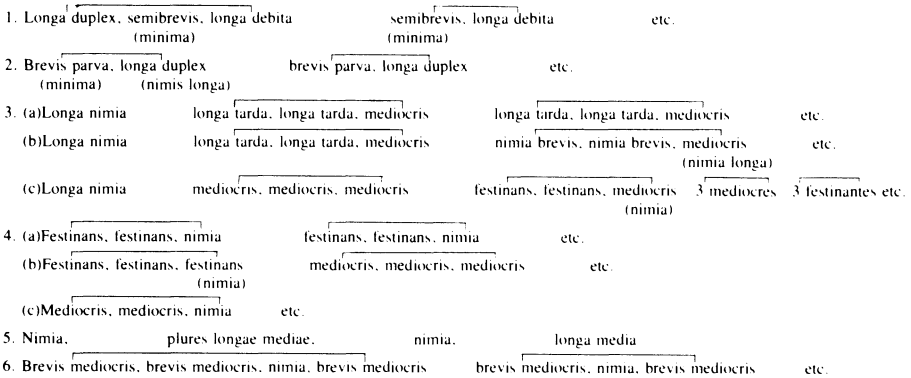 1. Longa duplex, semibrevis, longa debita semibrevis, longa debita etc.
(minima) (minima)
2. Brevis parva, longa duplex brevis parva, longa duplex etc.
(minima) (nimis longa)
3. (a)Longa nimia longa tarda, longa tarda, mediocris longa tarda, longa tarda, mediocris etc.
(b)Longa nimia longa tarda, longa tarda, mediocris nimia brevis, nimia brevis, mediocris etc.
(nimia longa)
(c)Longa nimia mediocris, mediocris, mediocris festinans, festinans, mediocris 3 mediocres 3 festinantes etc.
(nimia)
4. (a)Festinans, festinans, nimia festinans, festinans, nimia etc.
(b)Festinans, festinans, festinans mediocris, mediocris, mediocris etc.
(nimia)
(c)Mediocris, mediocris, nimia etc.
5. Nimia, plures longae mediae, nimia, longa media
6. Brevis mediocris, brevis mediocris, nimia, brevis mediocris brevis mediocris, nimia, brevis mediocris etc.